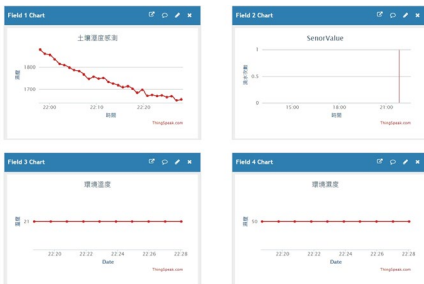 Field 1 Chart
土壤溼度感測
1800
1700
22:00
22:10
22:20
時間
ThingSpeak.com
Field 2 Chart
SenorValue
1
0.5
0
15:00
18:00
21:00
時間
ThingSpeak.com
Field 3 Chart
環境溫度
21
22:20
22:22
22:24
22:26
22:28
Date
ThingSpeak.com
Field 4 Chart
環境濕度
50
22:20
22:22
22:24
22:26
22:28
Date
ThingSpeak.com